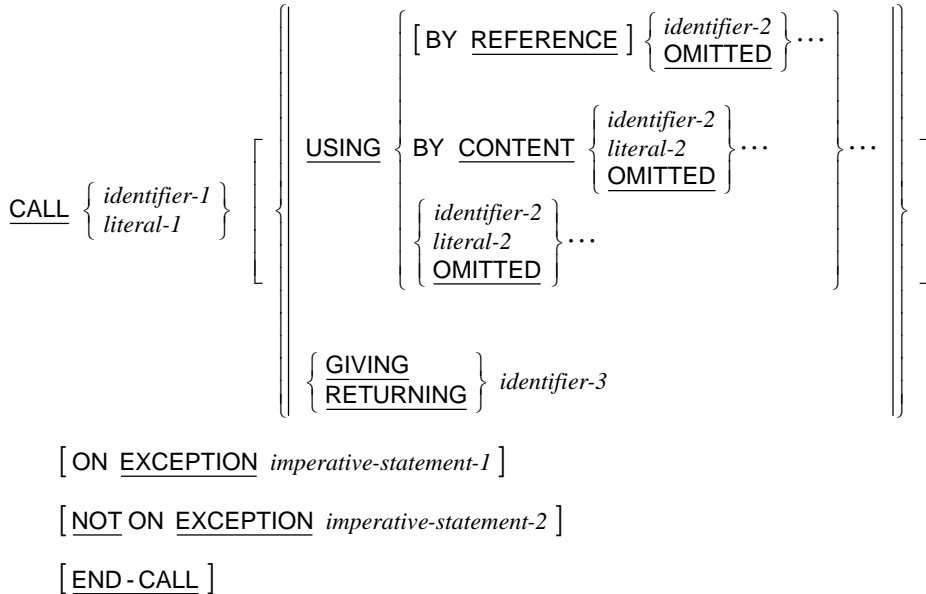 [ BY REFERENCE ] { identifier-2
OMITTED } ...
USING { BY CONTENT { identifier-2
literal-2
OMITTED } ... } ...
CALL { identifier-1
literal-1 }
{ identifier-2
literal-2
OMITTED } ...
{ GIVING
RETURNING } identifier-3
[ ON EXCEPTION imperative-statement-1 ]
[ NOT ON EXCEPTION imperative-statement-2 ]
[ END-CALL ]